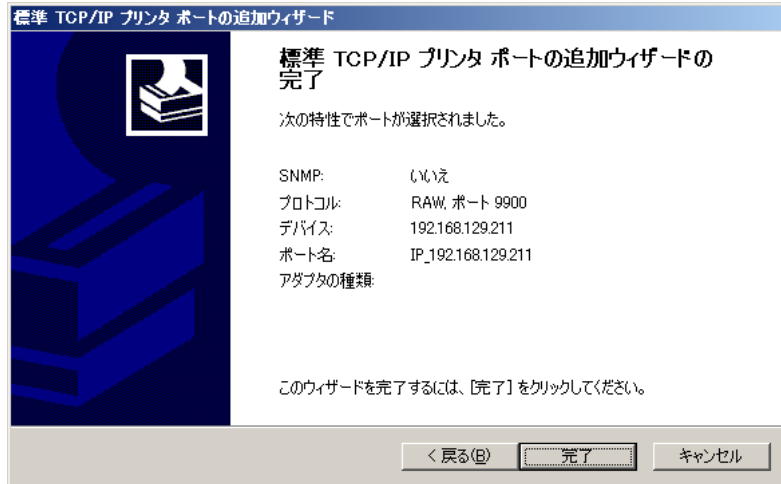 標準 TCP/IP プリンタ ポートの追加ウィザード
標準 TCP/IP プリンタ ポートの追加ウィザードの
完了
次の特性でポートが選択されました。
SNMP: いいえ
プロトコル: RAW, ポート 9900
デバイス: 192.168.129.211
ポート名: IP_192.168.129.211
アダプタの種類:
このウィザードを完了するには、[完了] をクリックしてください。
< 戻る(B) 完了 キャンセル